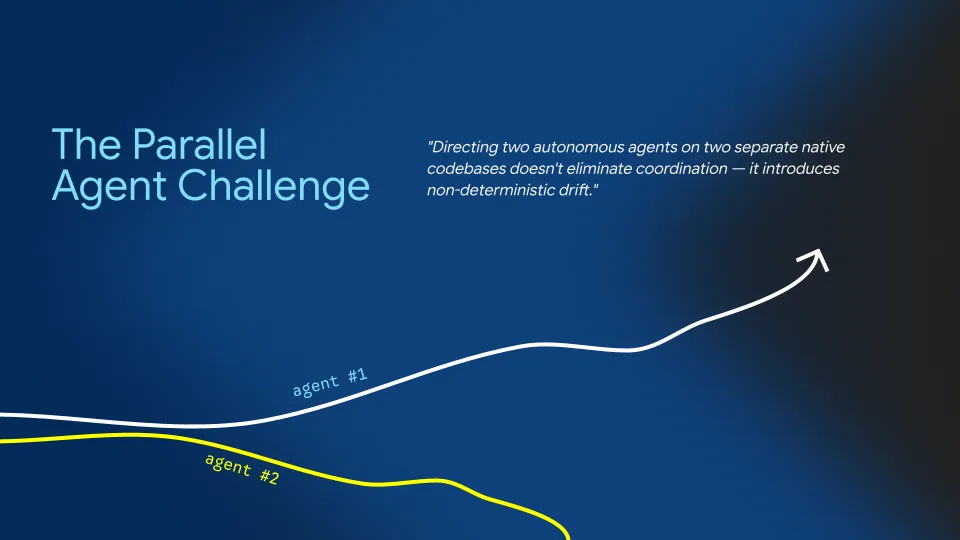 The Parallel
Agent Challenge
"Directing two autonomous agents on two separate native
codebases doesn't eliminate coordination — it introduces
non-deterministic drift."
agent #1
agent #2